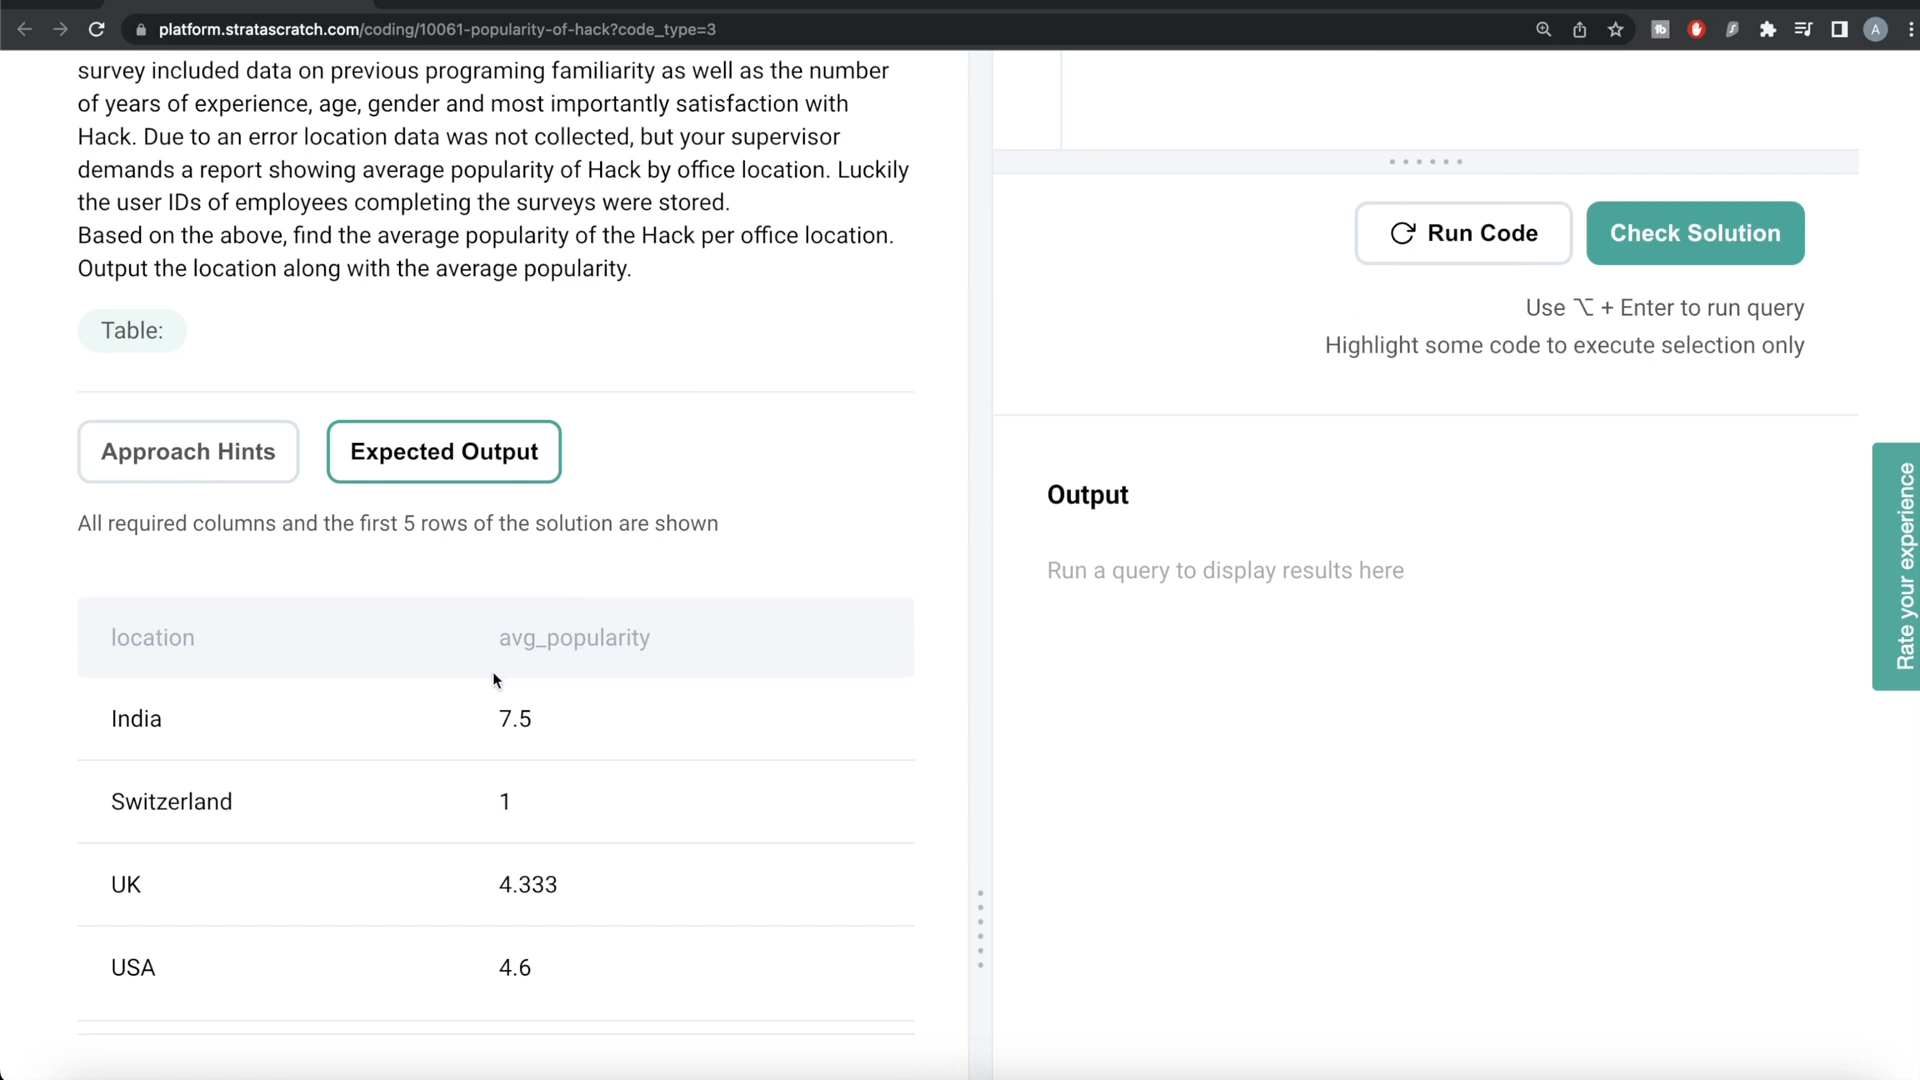 platform.stratascratch.com/coding/10061-popularity-of-hack?code_type=3
A
survey included data on previous programing familiarity as well as the number
of years of experience, age, gender and most importantly satisfaction with
Hack. Due to an error location data was not collected, but your supervisor
demands a report showing average popularity of Hack by office location. Luckily
the user IDs of employees completing the surveys were stored.
Based on the above, find the average popularity of the Hack per office location.
Output the location along with the average popularity.
Table:
Approach Hints
Expected Output
All required columns and the first 5 rows of the solution are shown
location avg_popularity
India 7.5
Switzerland 1
UK 4.333
USA 4.6
Run Code
Check Solution
Use ⌥ + Enter to run query
Highlight some code to execute selection only
Output
Run a query to display results here
Rate your experience